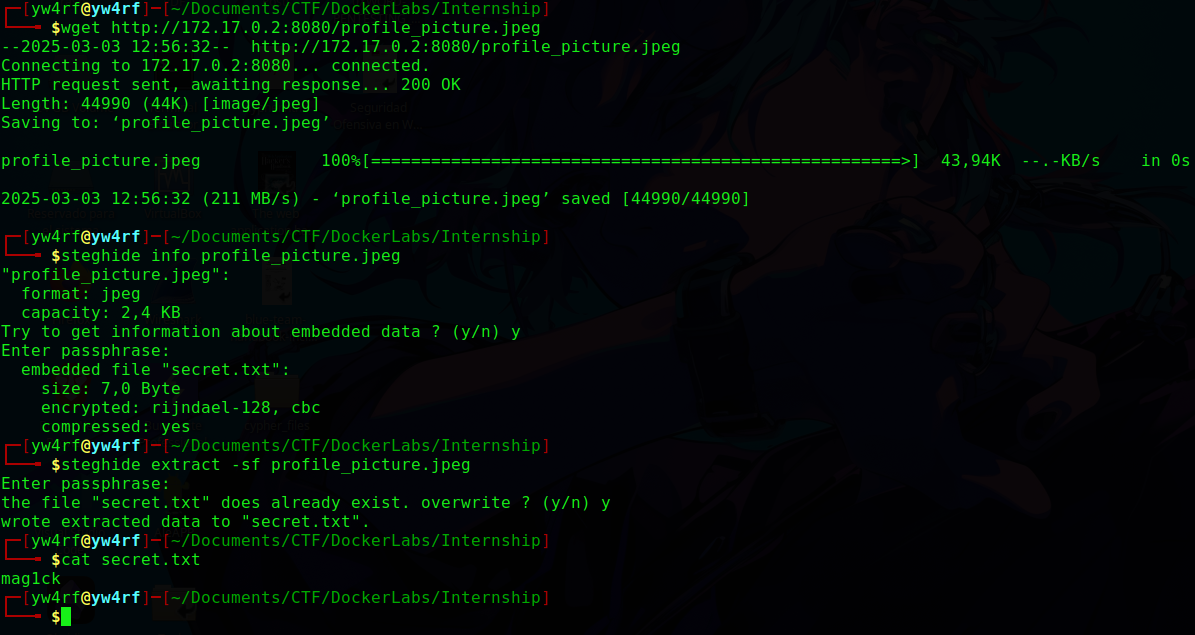 ┌─[yw4rf@yw4rf]─[~/Documents/CTF/DockerLabs/Internship]
└──╼ $wget http://172.17.0.2:8080/profile_picture.jpeg
--2025-03-03 12:56:32--  http://172.17.0.2:8080/profile_picture.jpeg
Connecting to 172.17.0.2:8080... connected.
HTTP request sent, awaiting response... 200 OK
Length: 44990 (44K) [image/jpeg]
Saving to: ‘profile_picture.jpeg’
profile_picture.jpeg            100%[=====================================================>]  43,94K  --.-KB/s    in 0s
2025-03-03 12:56:32 (211 MB/s) - ‘profile_picture.jpeg’ saved [44990/44990]
┌─[yw4rf@yw4rf]─[~/Documents/CTF/DockerLabs/Internship]
└──╼ $steghide info profile_picture.jpeg
"profile_picture.jpeg":
  format: jpeg
  capacity: 2,4 KB
Try to get information about embedded data ? (y/n) y
Enter passphrase:
  embedded file "secret.txt":
    size: 7,0 Byte
    encrypted: rijndael-128, cbc
    compressed: yes
┌─[yw4rf@yw4rf]─[~/Documents/CTF/DockerLabs/Internship]
└──╼ $steghide extract -sf profile_picture.jpeg
Enter passphrase:
the file "secret.txt" does already exist. overwrite ? (y/n) y
wrote extracted data to "secret.txt".
┌─[yw4rf@yw4rf]─[~/Documents/CTF/DockerLabs/Internship]
└──╼ $cat secret.txt
mag1ck
┌─[yw4rf@yw4rf]─[~/Documents/CTF/DockerLabs/Internship]
└──╼ $